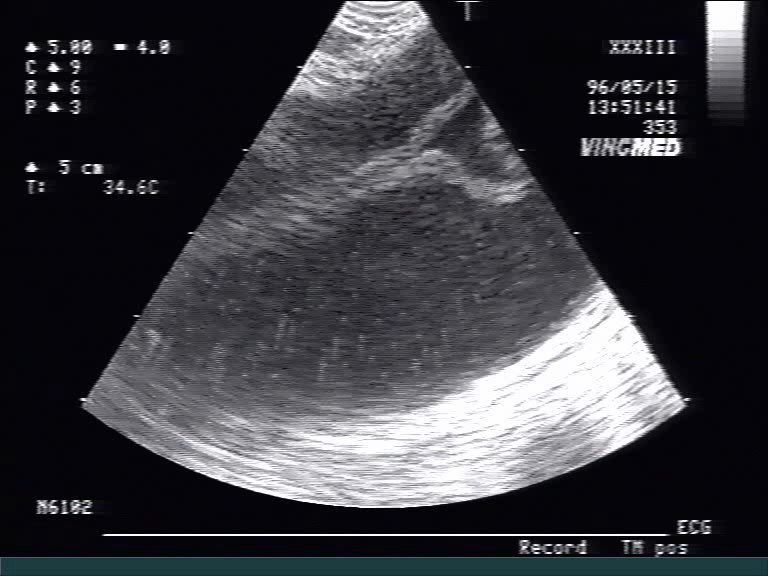 5.00 4.0
C 9
R 6
P 3
5 cm
T: 34.6C
XXXIII
96/05/15
13:51:41
353
VINGMED
M6102
ECG
Record TM pos